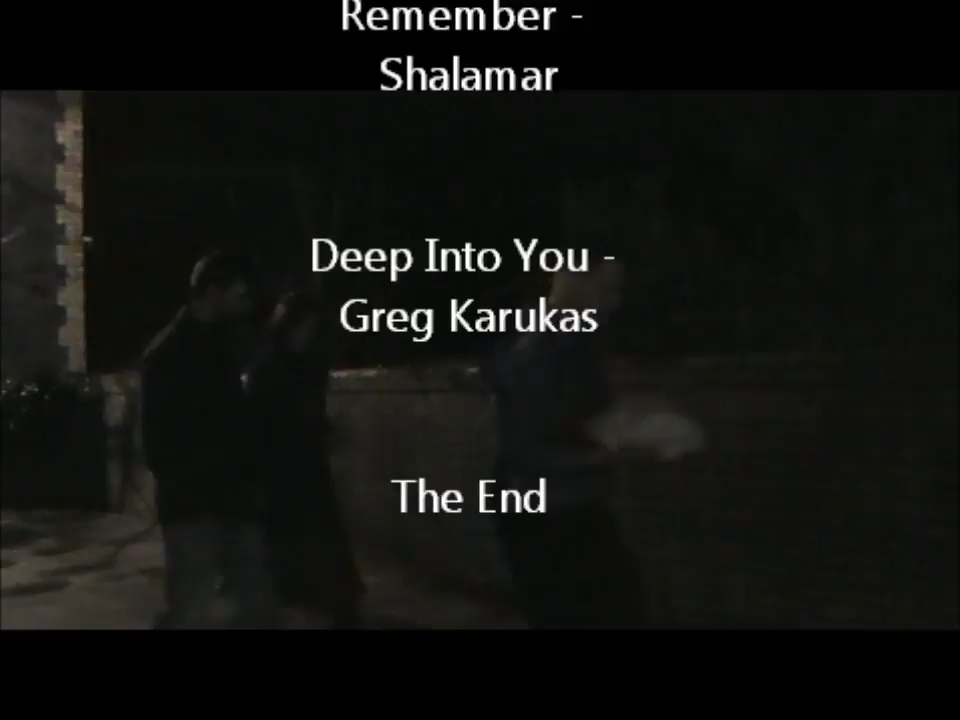 Remember -
Shalamar
Deep Into You -
Greg Karukas
The End